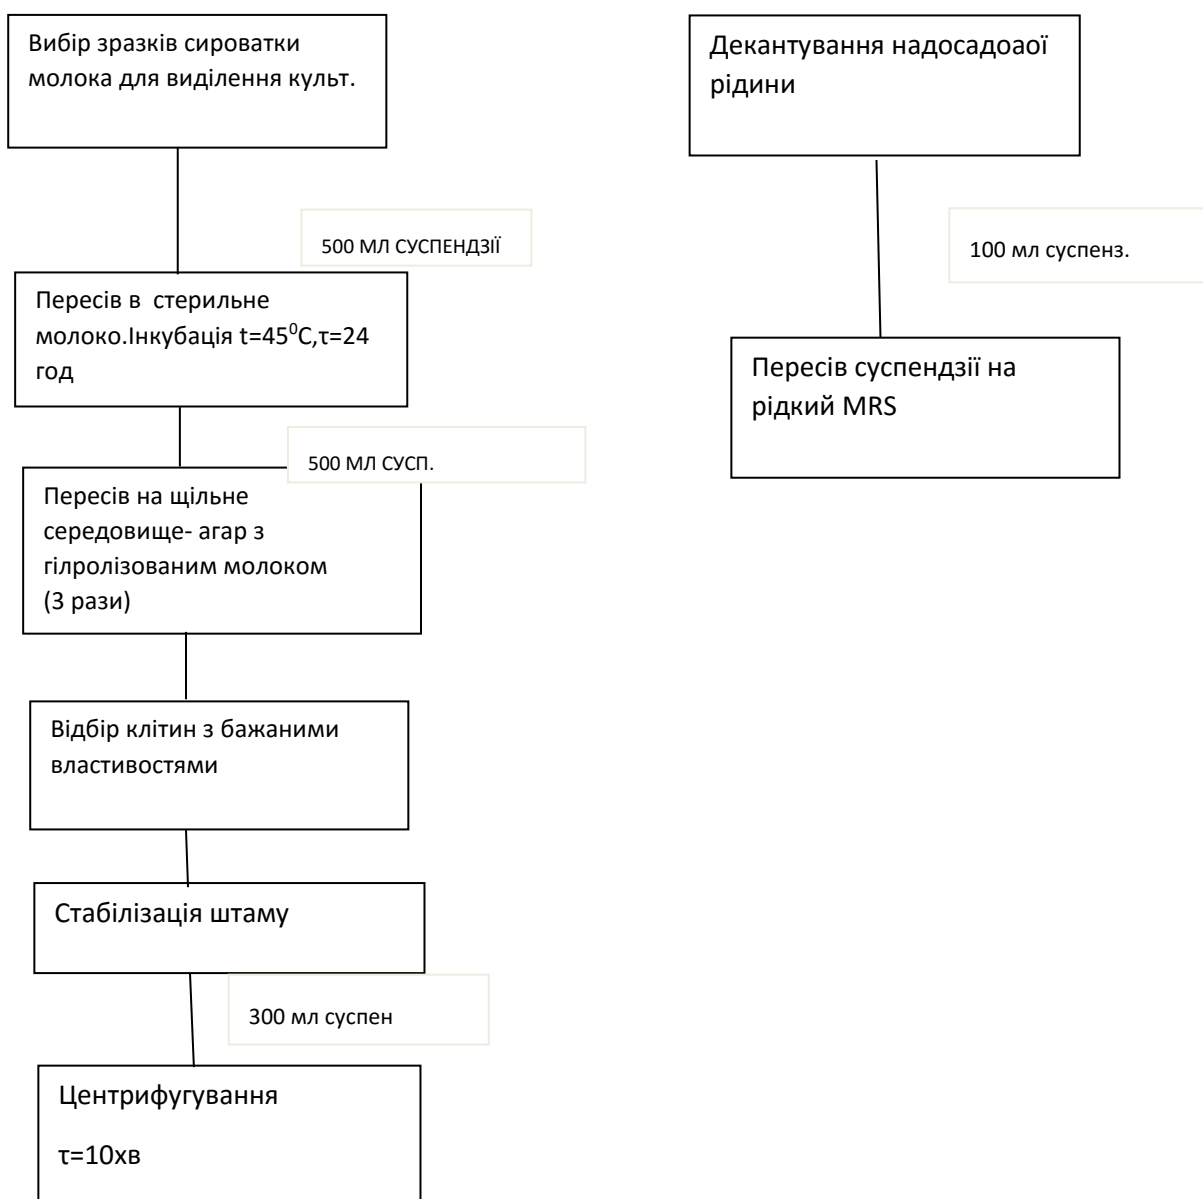 Вибір зразків сироватки
молока для виділення культ.
500 МЛ СУСПЕНДЗІЇ
Пересів в стерильне
молоко.Інкубація t=45⁰С,τ=24
год
500 МЛ СУСП.
Пересів на щільне
середовище- агар з
гілролізованим молоком
(3 рази)
Відбір клітин з бажаними
властивостями
Стабілізація штаму
300 мл суспен
Центрифугування
τ=10хв
Декантування надосадоаої
рідини
100 мл суспенз.
Пересів суспендзії на
рідкий MRS